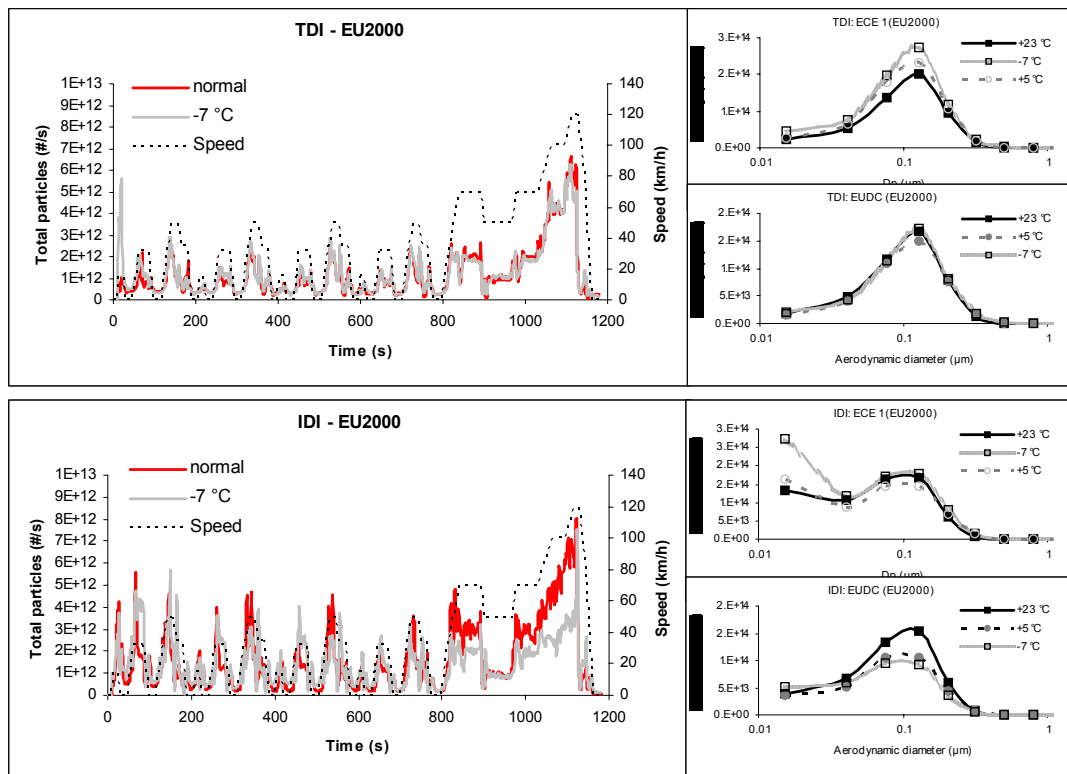 TDI - EU2000
1E+13
9E+12
8E+12
7E+12
6E+12
5E+12
4E+12
3E+12
2E+12
1E+12
0
Total particles (#/s)
normal
-7 °C
Speed
140
120
100
80
60
40
20
0
Speed (km/h)
0 200 400 600 800 1000 1200
Time (s)
TDI: ECE 1(EU2000)
3.E+14
2.E+14
2.E+14
1.E+14
5.E+13
0.E+00
+23 °C
-7 °C
+5 °C
0.01 0.1 1
Dp (µm)
TDI: EUDC (EU2000)
2.E+14
1.E+14
5.E+13
0.E+00
+23 °C
+5 °C
-7 °C
0.01 0.1 1
Aerodynamic diameter (µm)
IDI - EU2000
1E+13
9E+12
8E+12
7E+12
6E+12
5E+12
4E+12
3E+12
2E+12
1E+12
0
Total particles (#/s)
normal
-7 °C
Speed
140
120
100
80
60
40
20
0
Speed (km/h)
0 200 400 600 800 1000 1200
Time (s)
IDI: ECE 1 (EU2000)
3.E+14
2.E+14
2.E+14
1.E+14
5.E+13
0.E+00
+23 °C
-7 °C
+5 °C
0.01 0.1 1
Dp (µm)
IDI: EUDC (EU2000)
2.E+14
1.E+14
5.E+13
0.E+00
+23 °C
+5 °C
-7 °C
0.01 0.1 1
Aerodynamic diameter (µm)